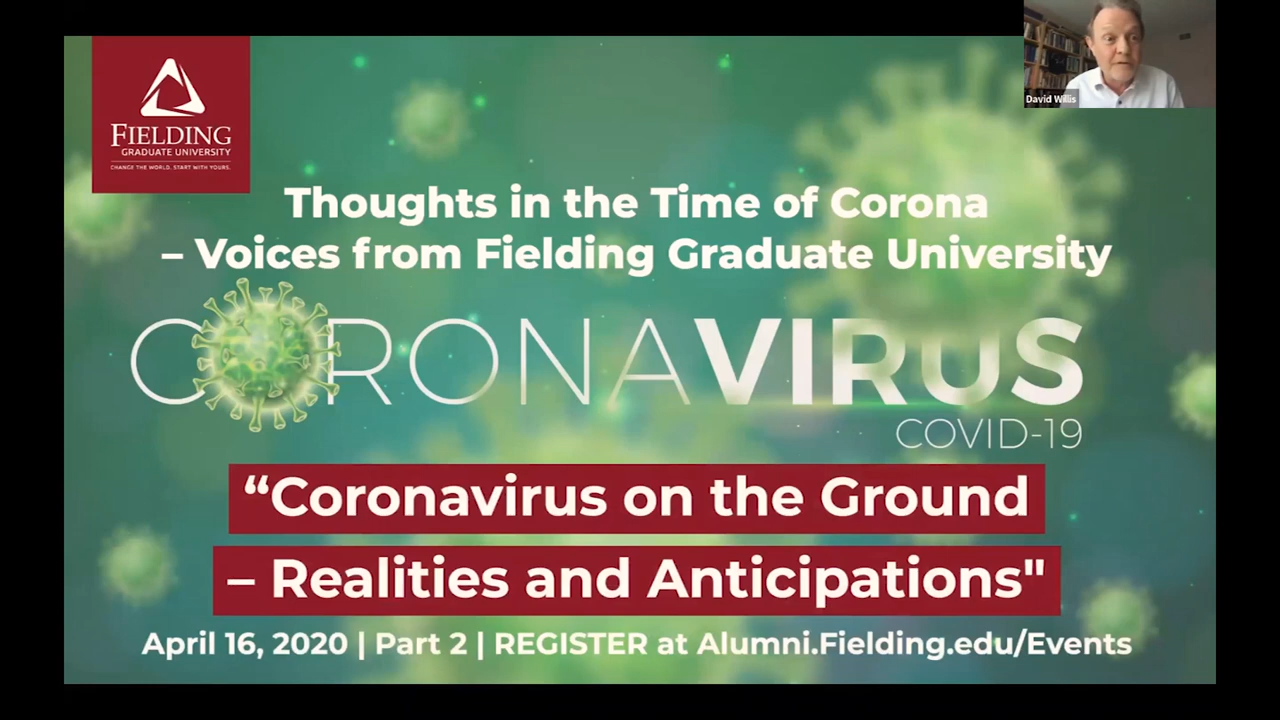 David Willis
FIELDING
GRADUATE UNIVERSITY
CHANGE THE WORLD. START WITH YOURS.
Thoughts in the Time of Corona
– Voices from Fielding Graduate University
CORONAVIRUS
COVID-19
“Coronavirus on the Ground
– Realities and Anticipations"
April 16, 2020 | Part 2 | REGISTER at Alumni.Fielding.edu/Events